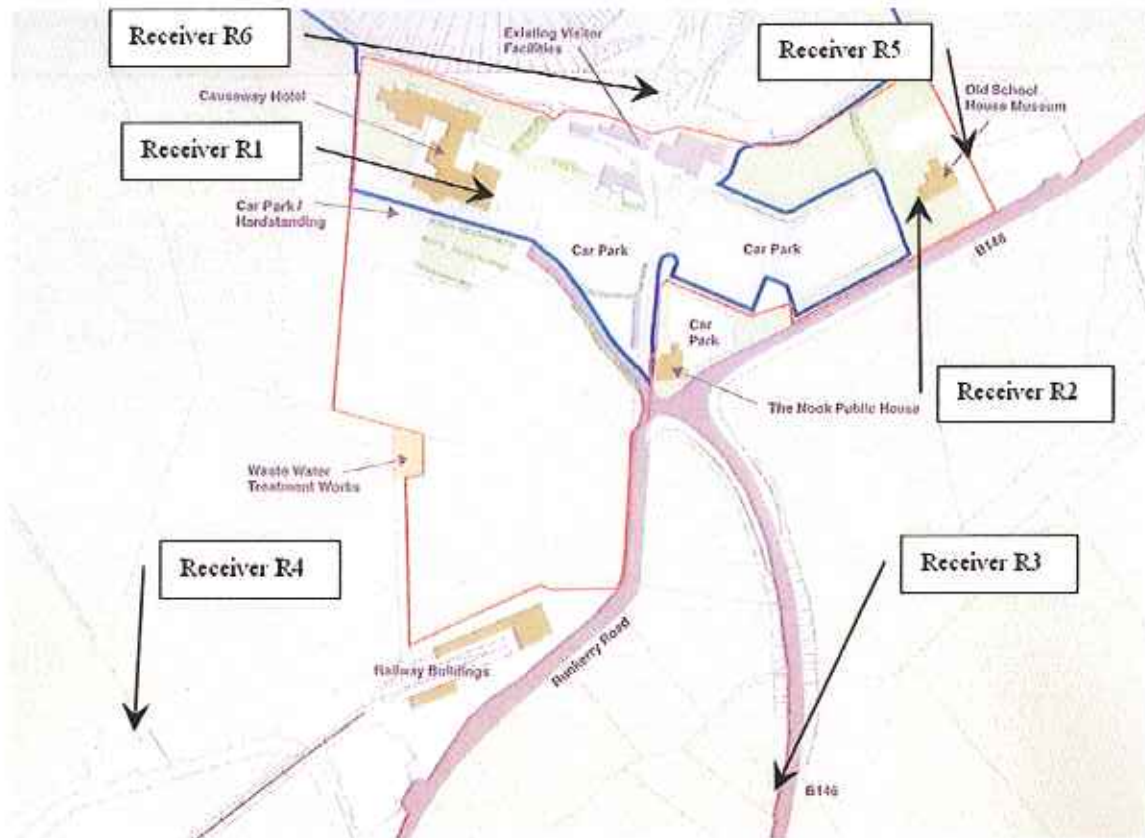 Receiver R6
Existing Visitor
Facilities
Receiver R5
Causeway Hotel
Old School
House Museum
Receiver R1
Car Park /
Hardstanding
Car Park
Car Park
B146
Car
Park
Receiver R2
The Nook Public House
Waste Water
Treatment Works
Receiver R4
Receiver R3
Runkerry Road
Railway Buildings
B146